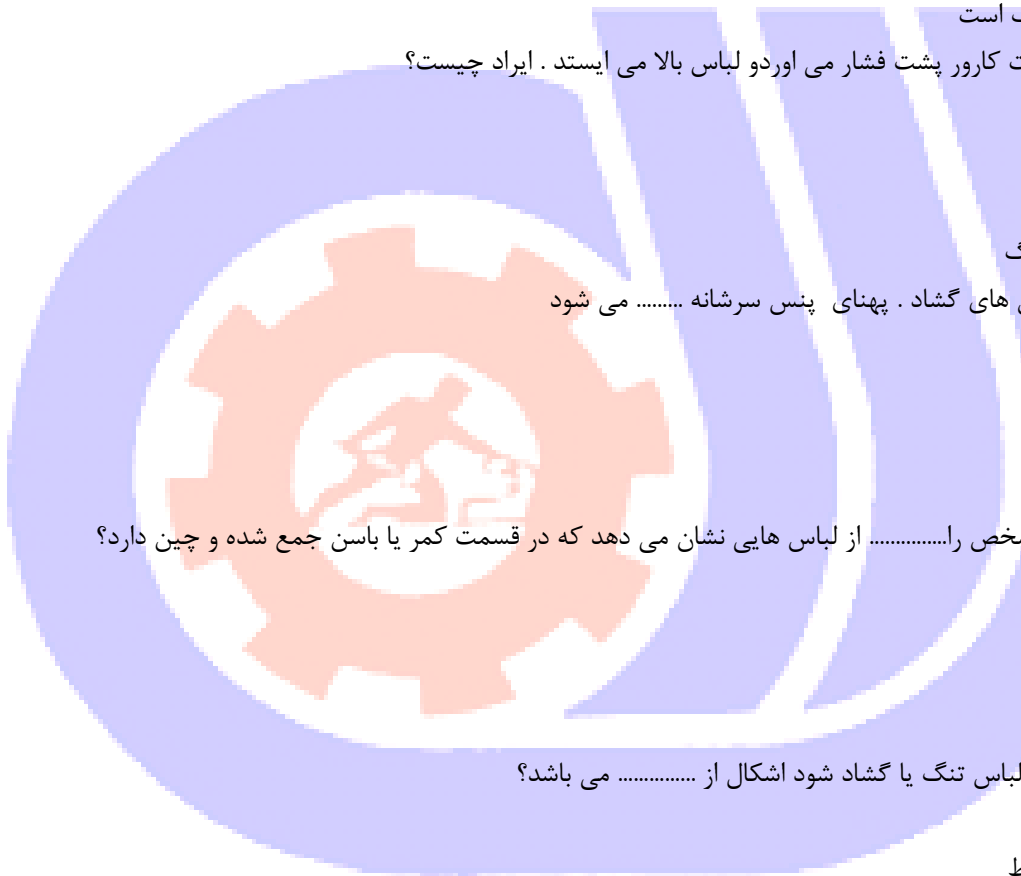 است
کارور پشت فشار می اوردو لباس بالا می ایستد . ایراد چیست؟
های گشاد . پهنای پنس سرشانه ......... می شود
را.............. از لباس هایی نشان می دهد که در قسمت کمر یا باسن جمع شده و چین دارد؟
لباس تنگ یا گشاد شود اشکال از .............. می باشد؟